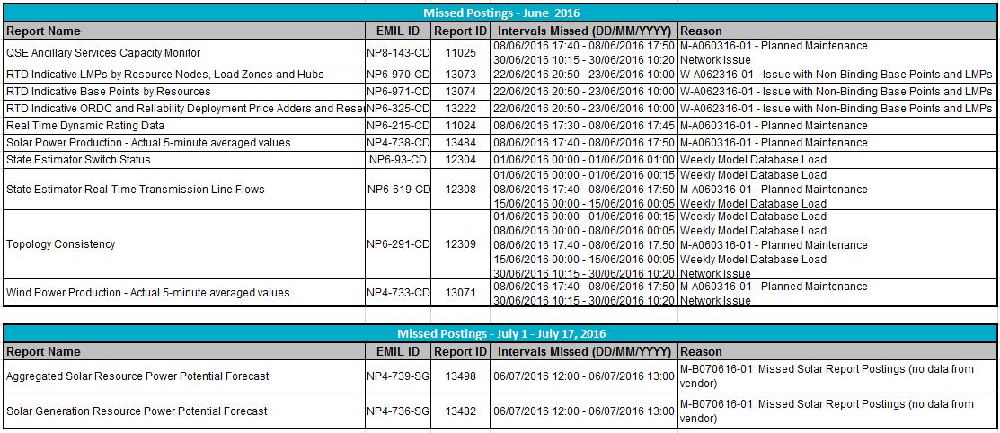 Missed Postings - June  2016
Report Name EMIL ID Report ID Intervals Missed (DD/MM/YYYY) Reason
QSE Ancillary Services Capacity Monitor NP8-143-CD 11025 08/06/2016 17:40 - 08/06/2016 17:50 M-A060316-01 - Planned Maintenance
30/06/2016 10:15 - 30/06/2016 10:20 Network Issue
RTD Indicative LMPs by Resource Nodes, Load Zones and Hubs NP6-970-CD 13073 22/06/2016 20:50 - 23/06/2016 10:00 W-A062316-01 - Issue with Non-Binding Base Points and LMPs
RTD Indicative Base Points by Resources NP6-971-CD 13074 22/06/2016 20:50 - 23/06/2016 10:00 W-A062316-01 - Issue with Non-Binding Base Points and LMPs
RTD Indicative ORDC and Reliability Deployment Price Adders and Reser NP6-325-CD 13222 22/06/2016 20:50 - 23/06/2016 10:00 W-A062316-01 - Issue with Non-Binding Base Points and LMPs
Real Time Dynamic Rating Data NP6-215-CD 11024 08/06/2016 17:30 - 08/06/2016 17:45 M-A060316-01 - Planned Maintenance
Solar Power Production - Actual 5-minute averaged values NP4-738-CD 13484 08/06/2016 17:40 - 08/06/2016 17:50 M-A060316-01 - Planned Maintenance
State Estimator Switch Status NP6-93-CD 12304 01/06/2016 00:00 - 01/06/2016 01:00 Weekly Model Database Load
State Estimator Real-Time Transmission Line Flows NP6-619-CD 12308 01/06/2016 00:00 - 01/06/2016 00:15 Weekly Model Database Load
08/06/2016 17:40 - 08/06/2016 17:50 M-A060316-01 - Planned Maintenance
15/06/2016 00:00 - 15/06/2016 00:05 Weekly Model Database Load
Topology Consistency NP6-291-CD 12309 01/06/2016 00:00 - 01/06/2016 00:15 Weekly Model Database Load
08/06/2016 00:00 - 08/06/2016 00:05 Weekly Model Database Load
08/06/2016 17:40 - 08/06/2016 17:50 M-A060316-01 - Planned Maintenance
15/06/2016 00:00 - 15/06/2016 00:05 Weekly Model Database Load
30/06/2016 10:15 - 30/06/2016 10:20 Network Issue
Wind Power Production - Actual 5-minute averaged values NP4-733-CD 13071 08/06/2016 17:40 - 08/06/2016 17:50 M-A060316-01 - Planned Maintenance
30/06/2016 10:15 - 30/06/2016 10:20 Network Issue
Missed Postings - July 1 - July 17, 2016
Report Name EMIL ID Report ID Intervals Missed (DD/MM/YYYY) Reason
Aggregated Solar Resource Power Potential Forecast NP4-739-SG 13498 06/07/2016 12:00 - 06/07/2016 13:00 M-B070616-01  Missed Solar Report Postings (no data from
vendor)
Solar Generation Resource Power Potential Forecast NP4-736-SG 13482 06/07/2016 12:00 - 06/07/2016 13:00 M-B070616-01  Missed Solar Report Postings (no data from
vendor)